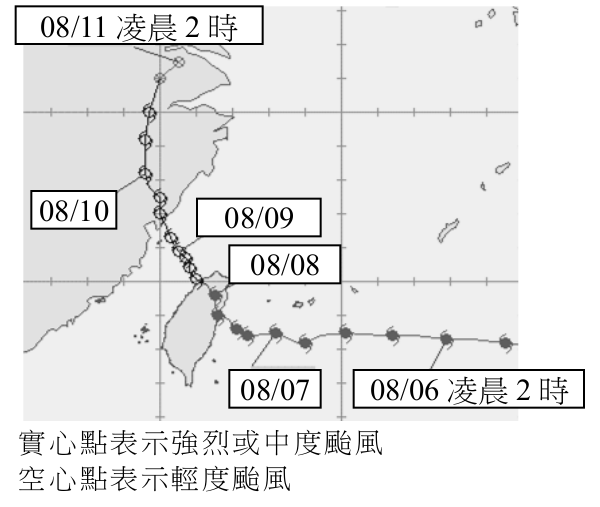 08/11 凌晨 2 時
08/10
08/09
08/08
08/07
08/06 凌晨 2 時
實心點表示強烈或中度颱風
空心點表示輕度颱風